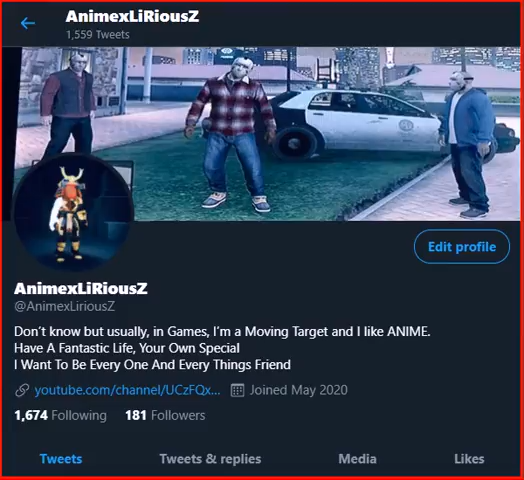 AnimexLiRiousZ
1,559 Tweets
Edit profile
AnimexLiRiousZ
@AnimexLiriousZ
Don't know but usually, in Games, I'm a Moving Target and I like ANIME.
Have A Fantastic Life, Your Own Special
I Want To Be Every One And Every Things Friend
youtube.com/channel/UCzFQx... Joined May 2020
1,674 Following 181 Followers
Tweets Tweets & replies Media Likes